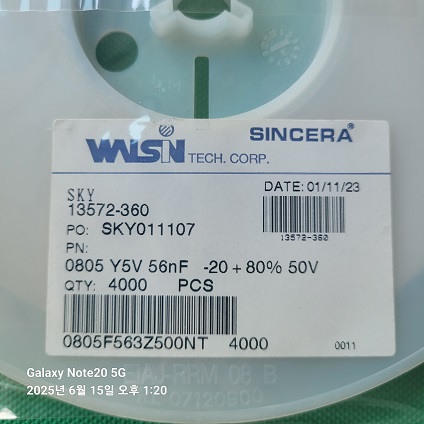 WALSIN TECH. CORP.
SINCERA®
DATE: 01/11/23
SKY
13572-360
13572-360
PO: SKY011107
PN:
0805 Y5V 56nF -20 + 80% 50V
QTY: 4000 PCS
0805F563Z500NT 4000
0011
RRM 08 B
Galaxy Note20 5G
2025년 6월 15일 오후 1:20